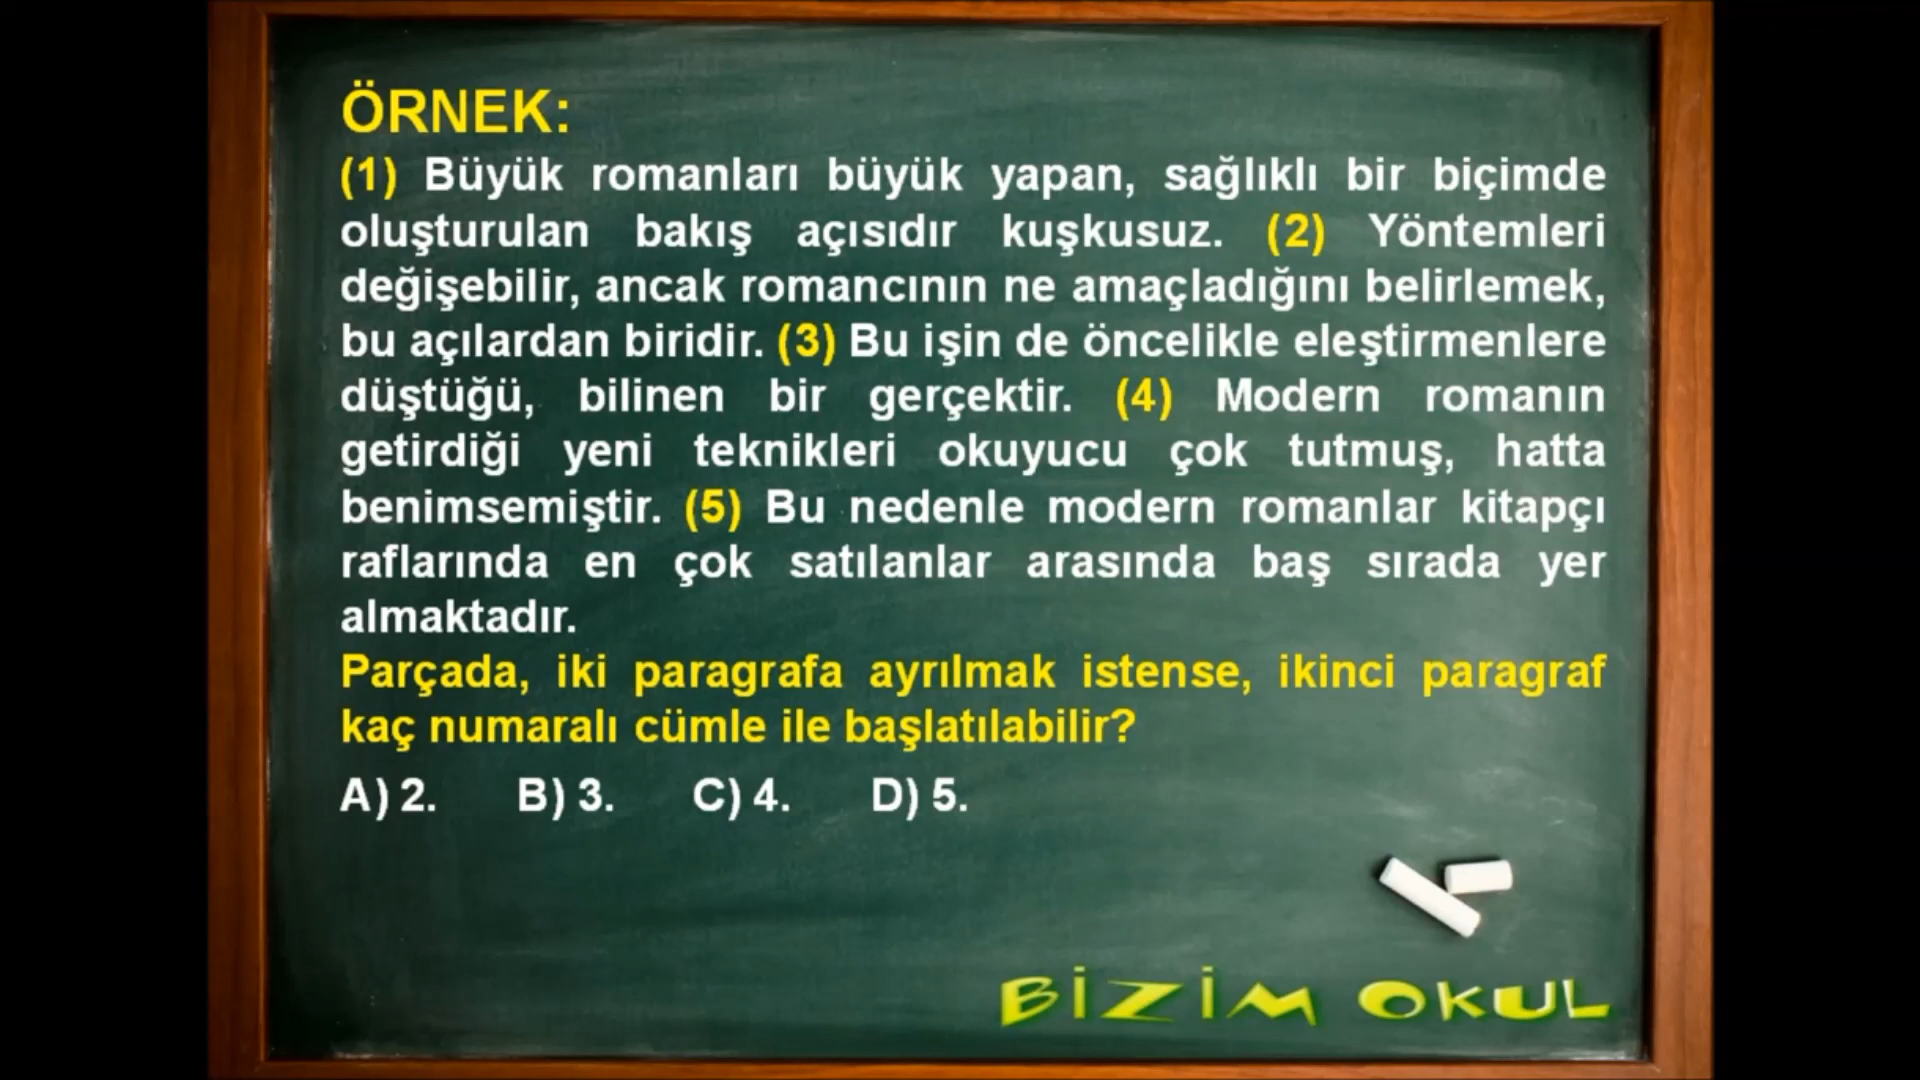 ÖRNEK:
(1) Büyük romanları büyük yapan, sağlıklı bir biçimde
oluşturulan bakış açısıdır kuşkusuz. (2) Yöntemleri
değişebilir, ancak romancının ne amaçladığını belirlemek,
bu açılardan biridir. (3) Bu işin de öncelikle eleştirmenlere
düştüğü, bilinen bir gerçektir. (4) Modern romanın
getirdiği yeni teknikleri okuyucu çok tutmuş, hatta
benimsemiştir. (5) Bu nedenle modern romanlar kitapçı
raflarında en çok satılanlar arasında baş sırada yer
almaktadır.
Parçada, iki paragrafa ayrılmak istense, ikinci paragraf
kaç numaralı cümle ile başlatılabilir?
A) 2. B) 3. C) 4. D) 5.
BİZİM OKUL